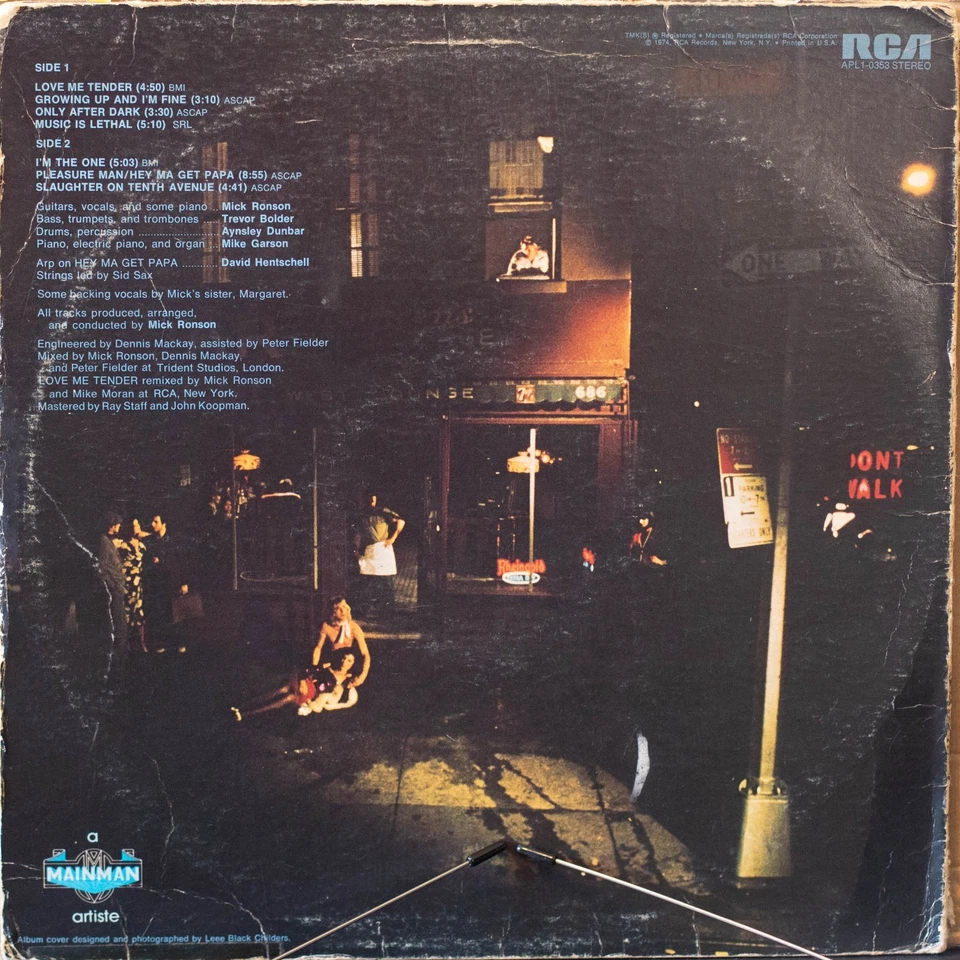 TMK(S) ® Registered • Marca(s) Registrada(s) RCA Corporation
© 1974, RCA Records, New York, N.Y. • Printed in U.S.A.
RCA
APL1-0353 STEREO
SIDE 1
LOVE ME TENDER (4:50) BMI
GROWING UP AND I'M FINE (3:10) ASCAP
ONLY AFTER DARK (3:30) ASCAP
MUSIC IS LETHAL (5:10) SRL
SIDE 2
I'M THE ONE (5:03) BMI
PLEASURE MAN/HEY MA GET PAPA (8:55) ASCAP
SLAUGHTER ON TENTH AVENUE (4:41) ASCAP
Guitars, vocals, and some piano .. Mick Ronson
Bass, trumpets, and trombones ..... Trevor Bolder
Drums, percussion ........................ Aynsley Dunbar
Piano, electric piano, and organ ... Mike Garson
Arp on HEY MA GET PAPA ........... David Hentschell
Strings led by Sid Sax
Some backing vocals by Mick's sister, Margaret.
All tracks produced, arranged,
and conducted by Mick Ronson
Engineered by Dennis Mackay, assisted by Peter Fielder
Mixed by Mick Ronson, Dennis Mackay
and Peter Fielder at Trident Studios, London.
LOVE ME TENDER remixed by Mick Ronson
and Mike Moran at RCA, New York.
Mastered by Ray Staff and John Koopman.
NGE 686
DONT
WALK
NO
PARKING
Rheingold
a
MAINMAN
artiste
Album cover designed and photographed by Leee Black Childers.